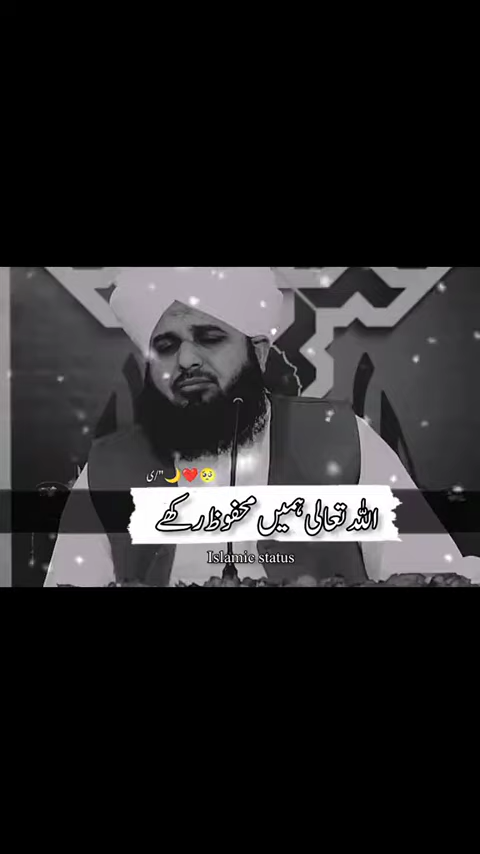 ی/"🌙❤️🥺
اللہ تعالی ہمیں محفوظ رکھے
Islamic status